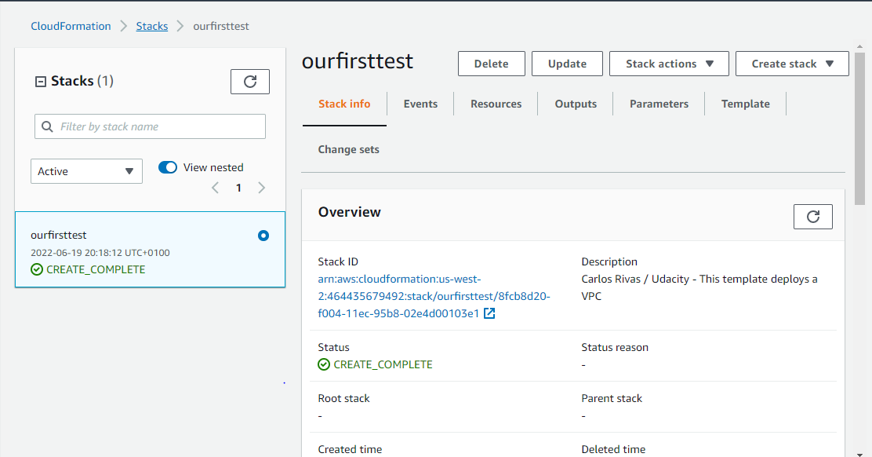 CloudFormation > Stacks > ourfirsttest
Stacks (1)
Filter by stack name
Active
View nested
1
ourfirsttest
2022-06-19 20:18:12 UTC+0100
CREATE_COMPLETE
ourfirsttest
Delete
Update
Stack actions
Create stack
Stack info
Events
Resources
Outputs
Parameters
Template
Change sets
Overview
Stack ID
arn:aws:cloudformation:us-west-
2:464435679492:stack/ourfirsttest/8fcb8d20-
f004-11ec-95b8-02e4d00103e1
Description
Carlos Rivas / Udacity - This template deploys a
VPC
Status
CREATE_COMPLETE
Status reason
-
Root stack
-
Parent stack
-
Created time
Deleted time